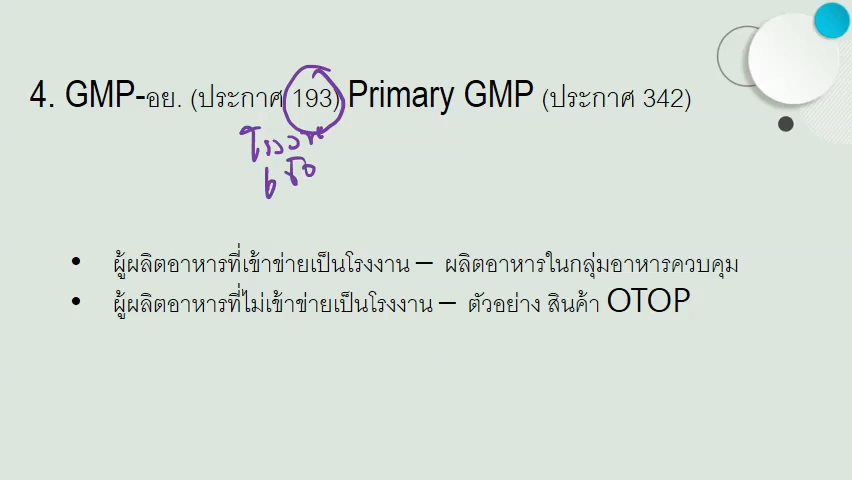 4. GMP-อย. (ประกาศ 193) Primary GMP (ประกาศ 342)
โรงงาน
6 ข้อ
• ผู้ผลิตอาหารที่เข้าข่ายเป็นโรงงาน – ผลิตอาหารในกลุ่มอาหารควบคุม
• ผู้ผลิตอาหารที่ไม่เข้าข่ายเป็นโรงงาน – ตัวอย่าง สินค้า OTOP